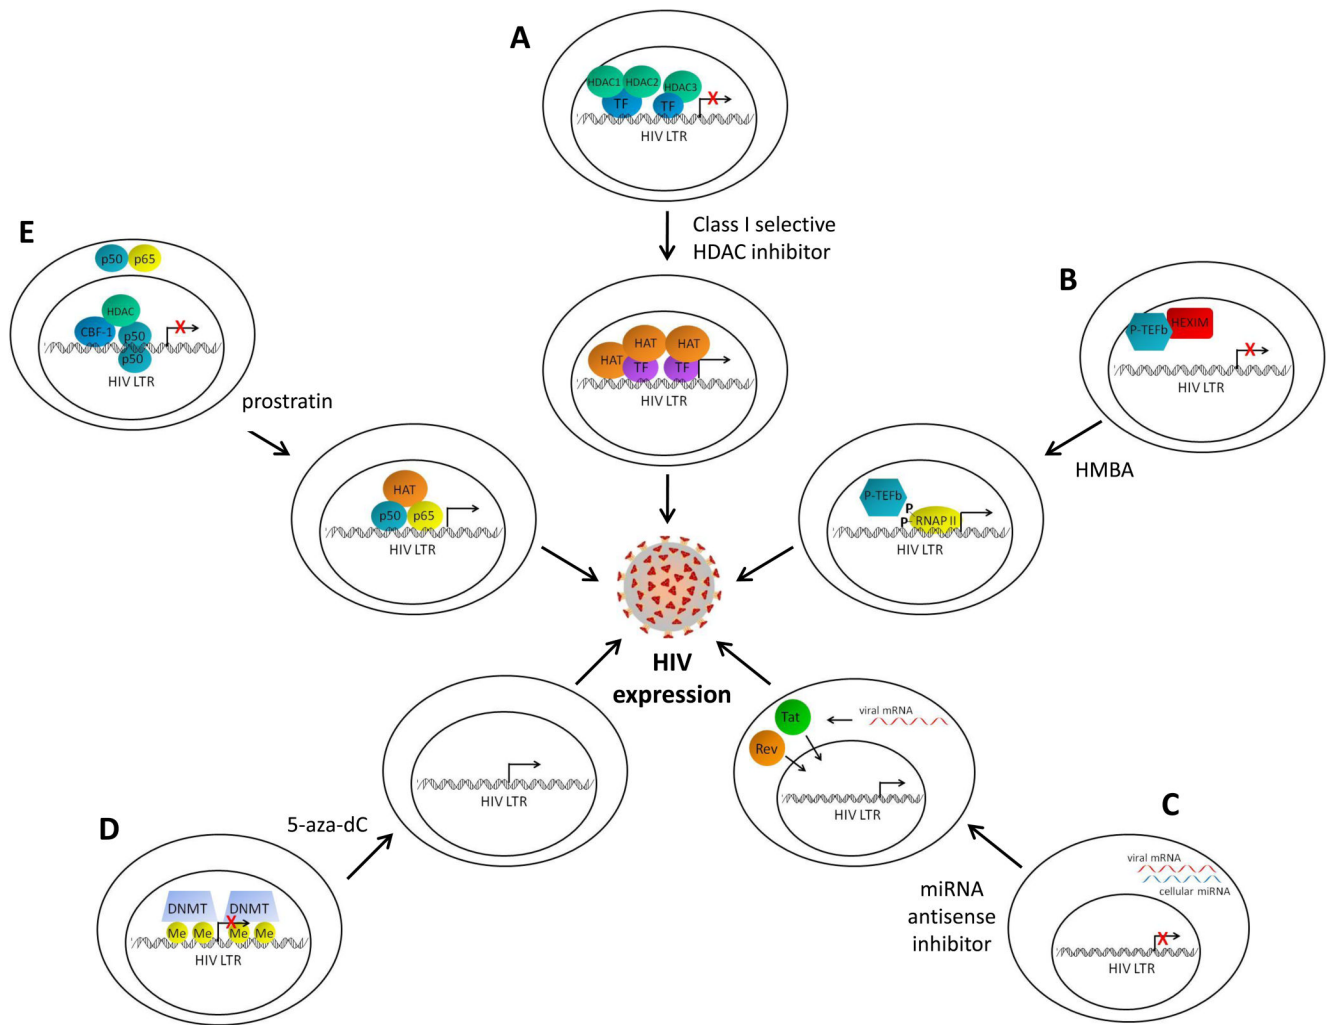 A
HDAC1 HDAC2 HDAC3
TF TF X
HIV LTR
Class I selective
HDAC inhibitor
HAT HAT HAT
TF TF
HIV LTR
E
p50 p65
HDAC
CBF-1 p50 X
p50
HIV LTR
prostratin
HAT
p50 p65
HIV LTR
B
P-TEFb HEXIM
X
HIV LTR
HMBA
P-TEFb
P
P RNAP II
HIV LTR
HIV
expression
D
DNMT DNMT
X
Me Me Me Me
HIV LTR
5-aza-dC
HIV LTR
Tat
viral mRNA
Rev
HIV LTR
C
viral mRNA
cellular miRNA
X
HIV LTR
miRNA
antisense
inhibitor